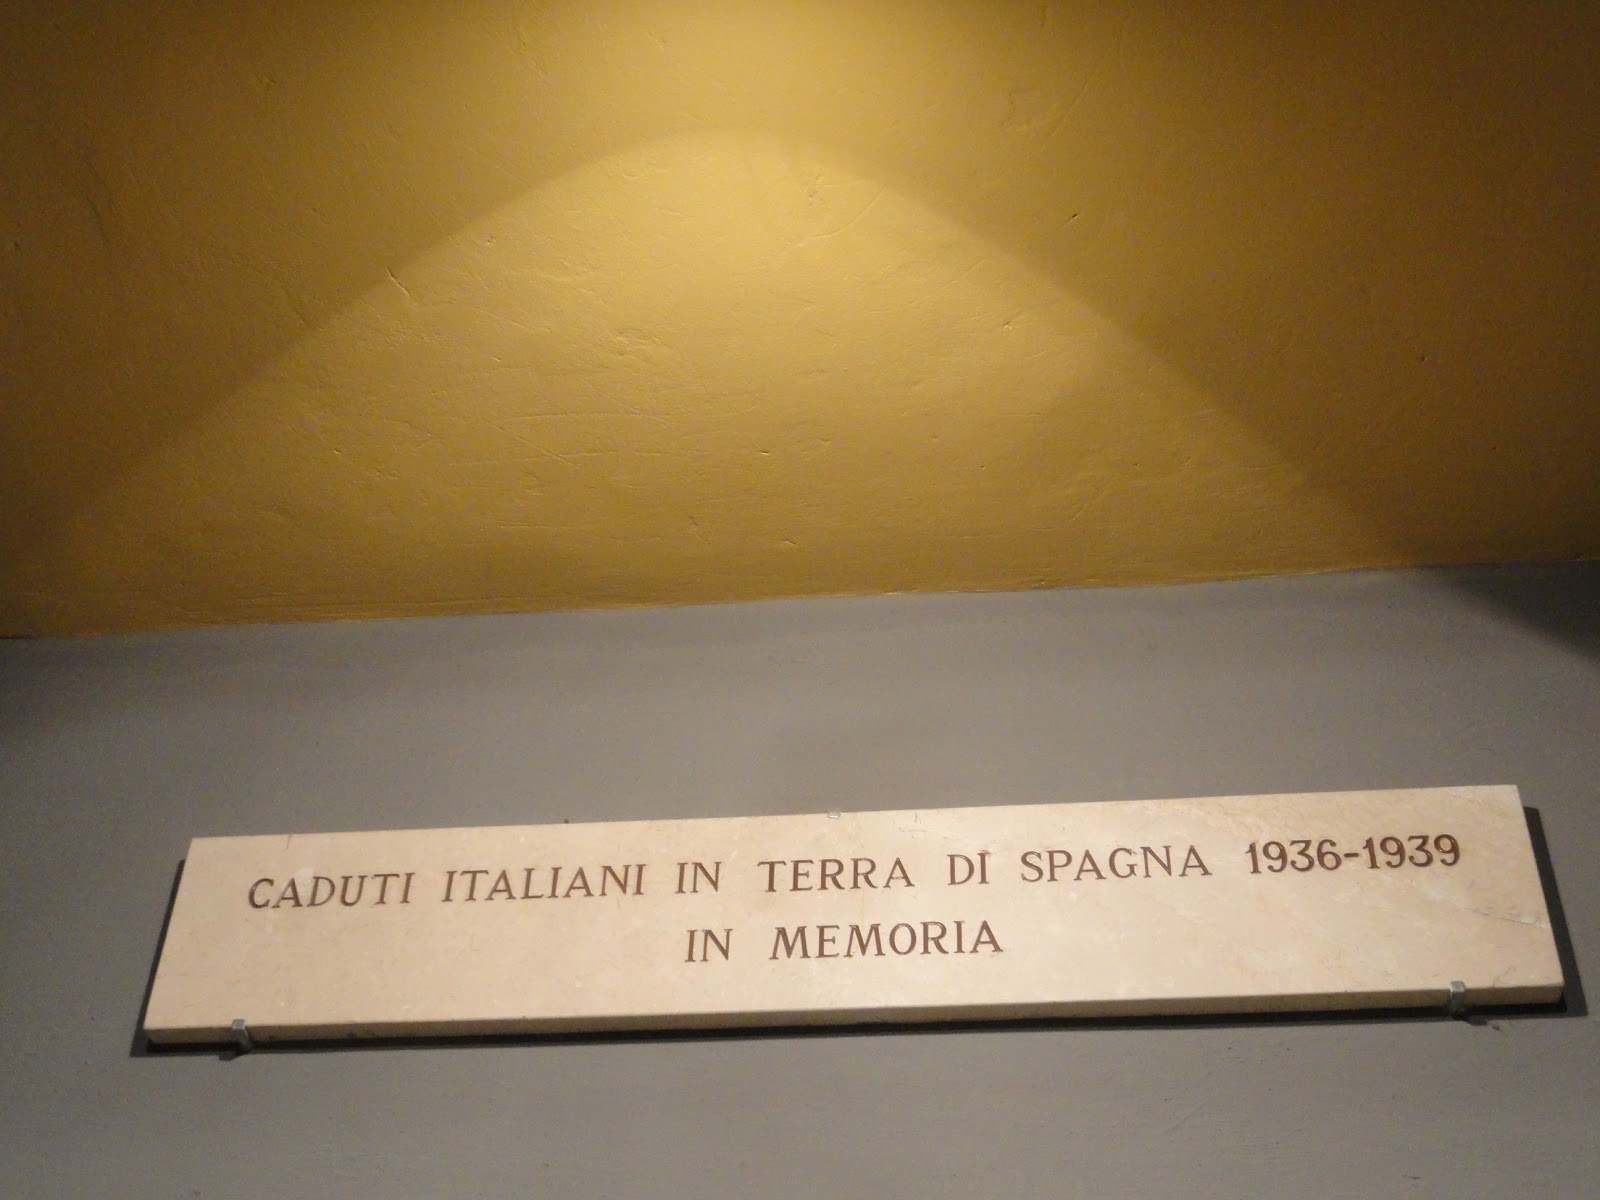 CADUTI ITALIANI IN TERRA DI SPAGNA 1936-1939
IN MEMORIA